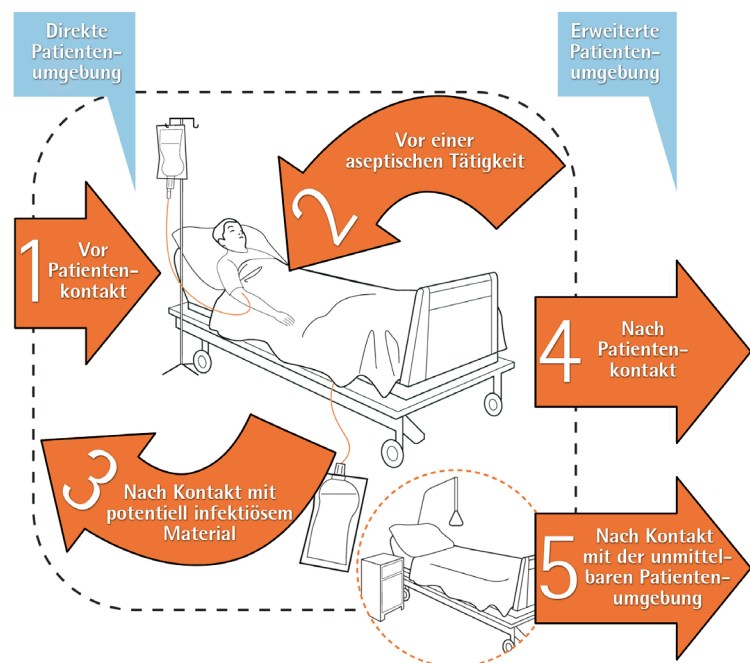 Direkte
Patienten-
umgebung
Erweiterte
Patienten-
umgebung
1
Vor
Patienten-
kontakt
2
Vor einer
aseptischen Tätigkeit
3
Nach Kontakt mit
potentiell infektiösem
Material
4
Nach
Patienten-
kontakt
5
Nach Kontakt
mit der unmittel-
baren Patienten-
umgebung